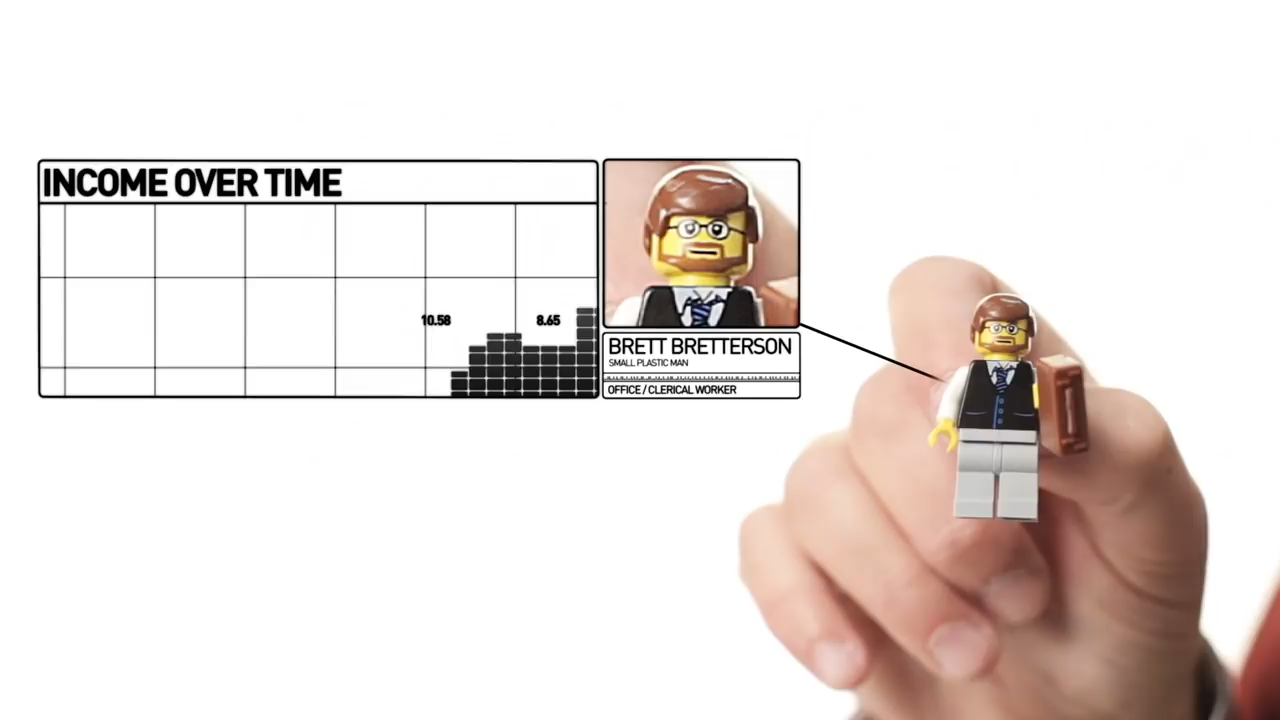 INCOME OVER TIME
10.58
8.65
BRETT BRETTERSON
SMALL PLASTIC MAN
OFFICE / CLERICAL WORKER